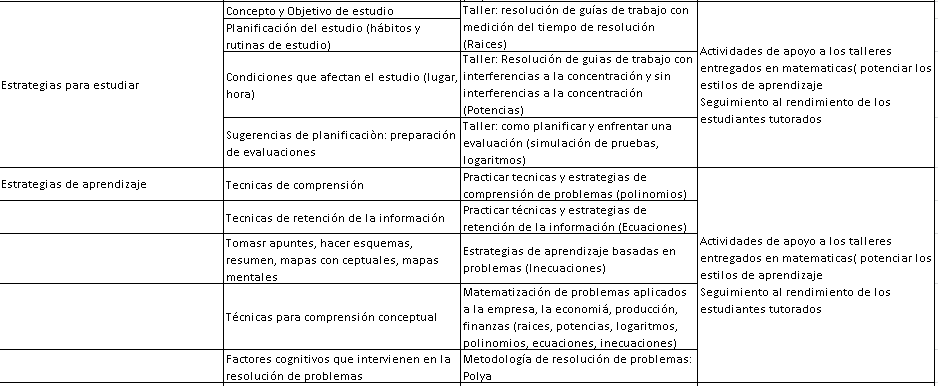 Estrategias para estudiar
Concepto y Objetivo de estudio
Planificación del estudio (hábitos y
rutinas de estudio)
Taller: resolución de guías de trabajo con
medición del tiempo de resolución
(Raices)
Condiciones que afectan el estudio (lugar,
hora)
Taller: Resolución de guias de trabajo con
interferencias a la concentración y sin
interferencias a la concentración
(Potencias)
Sugerencias de planificaciòn: preparación
de evaluaciones
Taller: como planificar y enfrentar una
evaluación (simulación de pruebas,
logaritmos)
Actividades de apoyo a los talleres
entregados en matematicas( potenciar los
estilos de aprendizaje
Seguimiento al rendimiento de los
estudiantes tutorados
Estrategias de aprendizaje
Tecnicas de comprensión
Practicar tecnicas y estrategias de
comprensión de problemas (polinomios)
Tecnicas de retención de la información
Practicar técnicas y estrategias de
retención de la información (Ecuaciones)
Tomasr apuntes, hacer esquemas,
resumen, mapas con ceptuales, mapas
mentales
Estrategias de aprendizaje basadas en
problemas (Inecuaciones)
Técnicas para comprensión conceptual
Matematización de problemas aplicados
a la empresa, la economiá, producción,
finanzas (raices, potencias, logaritmos,
polinomios, ecuaciones, inecuaciones)
Factores cognitivos que intervienen en la
resolución de problemas
Metodología de resolución de problemas:
Polya
Actividades de apoyo a los talleres
entregados en matematicas( potenciar los
estilos de aprendizaje
Seguimiento al rendimiento de los
estudiantes tutorados